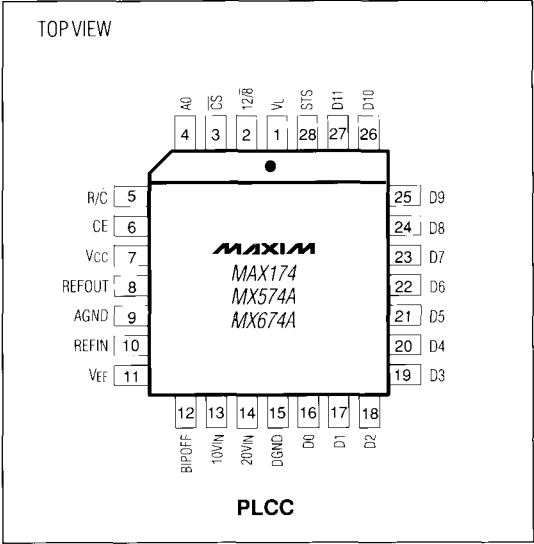 TOP VIEW
A0
C̅S̅
12/8̅
VL
STS
D11
D10
4
3
2
1
28
27
26
R/C̅ 5
CE 6
VCC 7
REFOUT 8
AGND 9
REFIN 10
VEE 11
25 D9
24 D8
23 D7
22 D6
21 D5
20 D4
19 D3
MAXIM
MAX174
MX574A
MX674A
12
13
14
15
16
17
18
BIPOFF
10VIN
20VIN
DGND
D0
D1
D2
PLCC